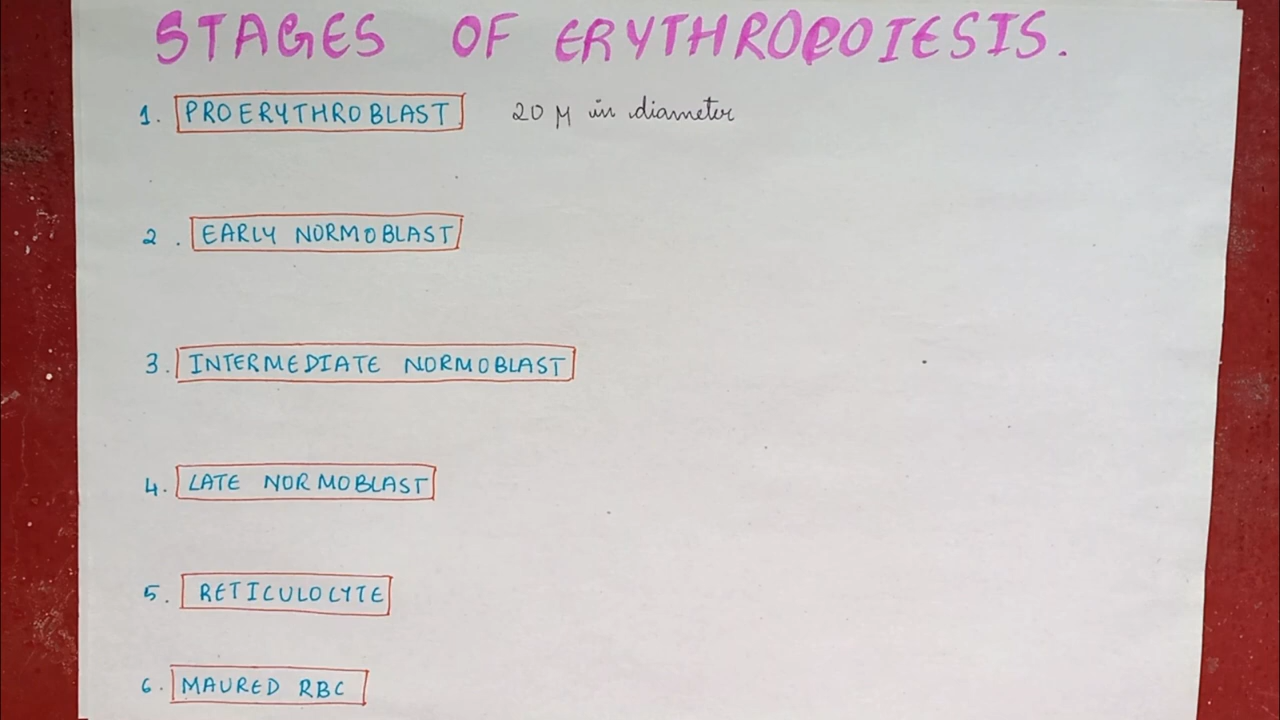 STAGES OF ERYTHROPOIESIS.
1. PROERYTHROBLAST 20 μ in diameter
2. EARLY NORMOBLAST
3. INTERMEDIATE NORMOBLAST
4. LATE NORMOBLAST
5. RETICULOCYTE
6. MAURED RBC